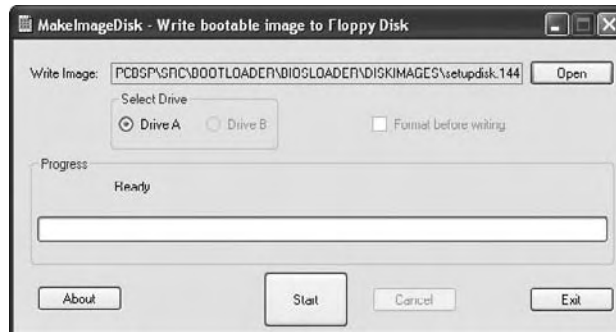 MakeImageDisk - Write bootable image to Floppy Disk
Write Image: PCBSP\SRC\BOOTLOADER\BIOSLOADER\DISKIMAGES\setupdisk.144 Open
Select Drive
Drive A Drive B Format before writing
Progress
Ready
About Start Cancel Exit